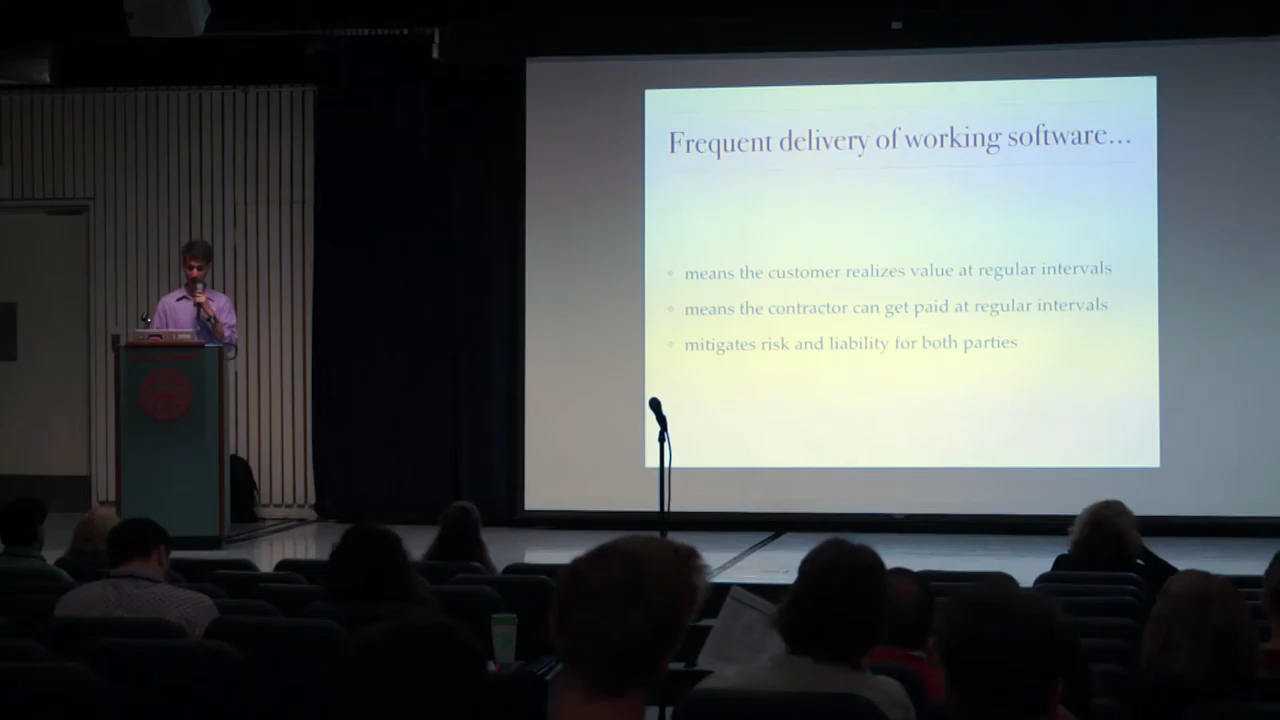 Frequent delivery of working software...
means the customer realizes value at regular intervals
means the contractor can get paid at regular intervals
mitigates risk and liability for both parties